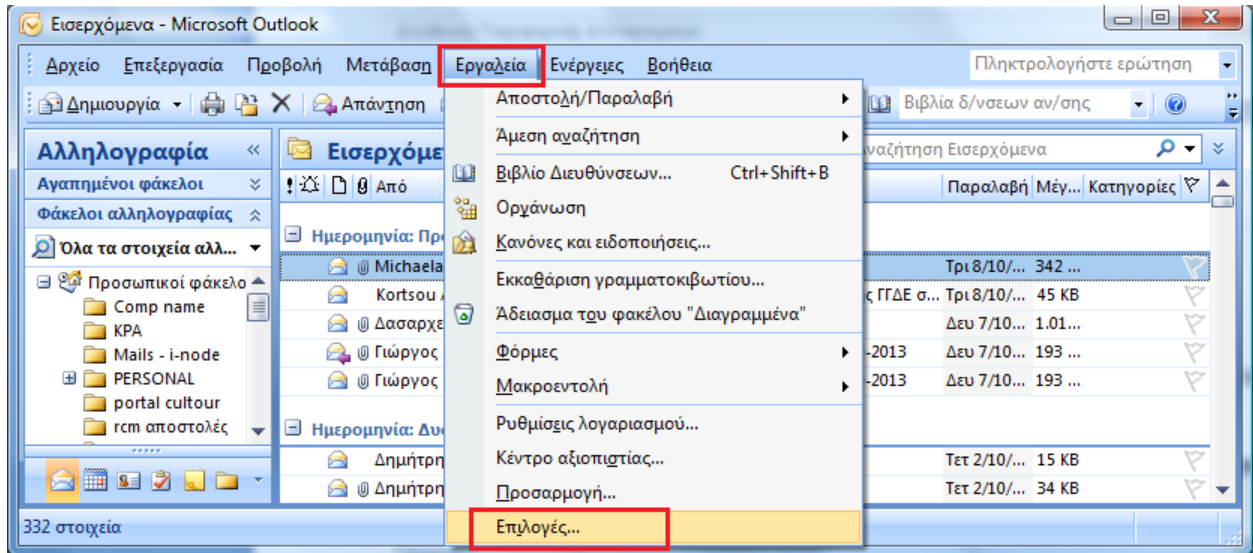 Εισερχόμενα - Microsoft Outlook
Αρχείο Επεξεργασία Προβολή Μετάβαση Εργαλεία Ενέργειες Βοήθεια Πληκτρολογήστε ερώτηση
Δημιουργία Απάντηση Βιβλία δ/νσεων αν/σης
Αλληλογραφία
Αγαπημένοι φάκελοι
Φάκελοι αλληλογραφίας
Όλα τα στοιχεία αλλ...
Προσωπικοί φάκελο
Comp name
KPA
Mails - i-node
PERSONAL
portal cultour
rcm αποστολές
332 στοιχεία
Εισερχόμε
Από
Ημερομηνία: Προ
Michaela
Kortsou
Δασαρχε
Γιώργος
Γιώργος
Ημερομηνία: Δυ
Δημήτρη
Δημήτρη
Αποστολή/Παραλαβή
Άμεση αναζήτηση
Βιβλίο Διευθύνσεων... Ctrl+Shift+B
Οργάνωση
Κανόνες και ειδοποιήσεις...
Εκκαθάριση γραμματοκιβωτίου...
Άδειασμα του φακέλου "Διαγραμμένα"
Φόρμες
Μακροεντολή
Ρυθμίσεις λογαριασμού...
Κέντρο αξιοπιστίας...
Προσαρμογή...
Επιλογές...
ναζήτηση Εισερχόμενα
Παραλαβή Μέγ... Κατηγορίες
Τρι 8/10/... 342 ...
ς ΓΓΔΕ σ... Τρι 8/10/... 45 KB
Δευ 7/10... 1.01...
-2013 Δευ 7/10... 193 ...
-2013 Δευ 7/10... 193 ...
Τετ 2/10/... 15 KB
Τετ 2/10/... 34 KB